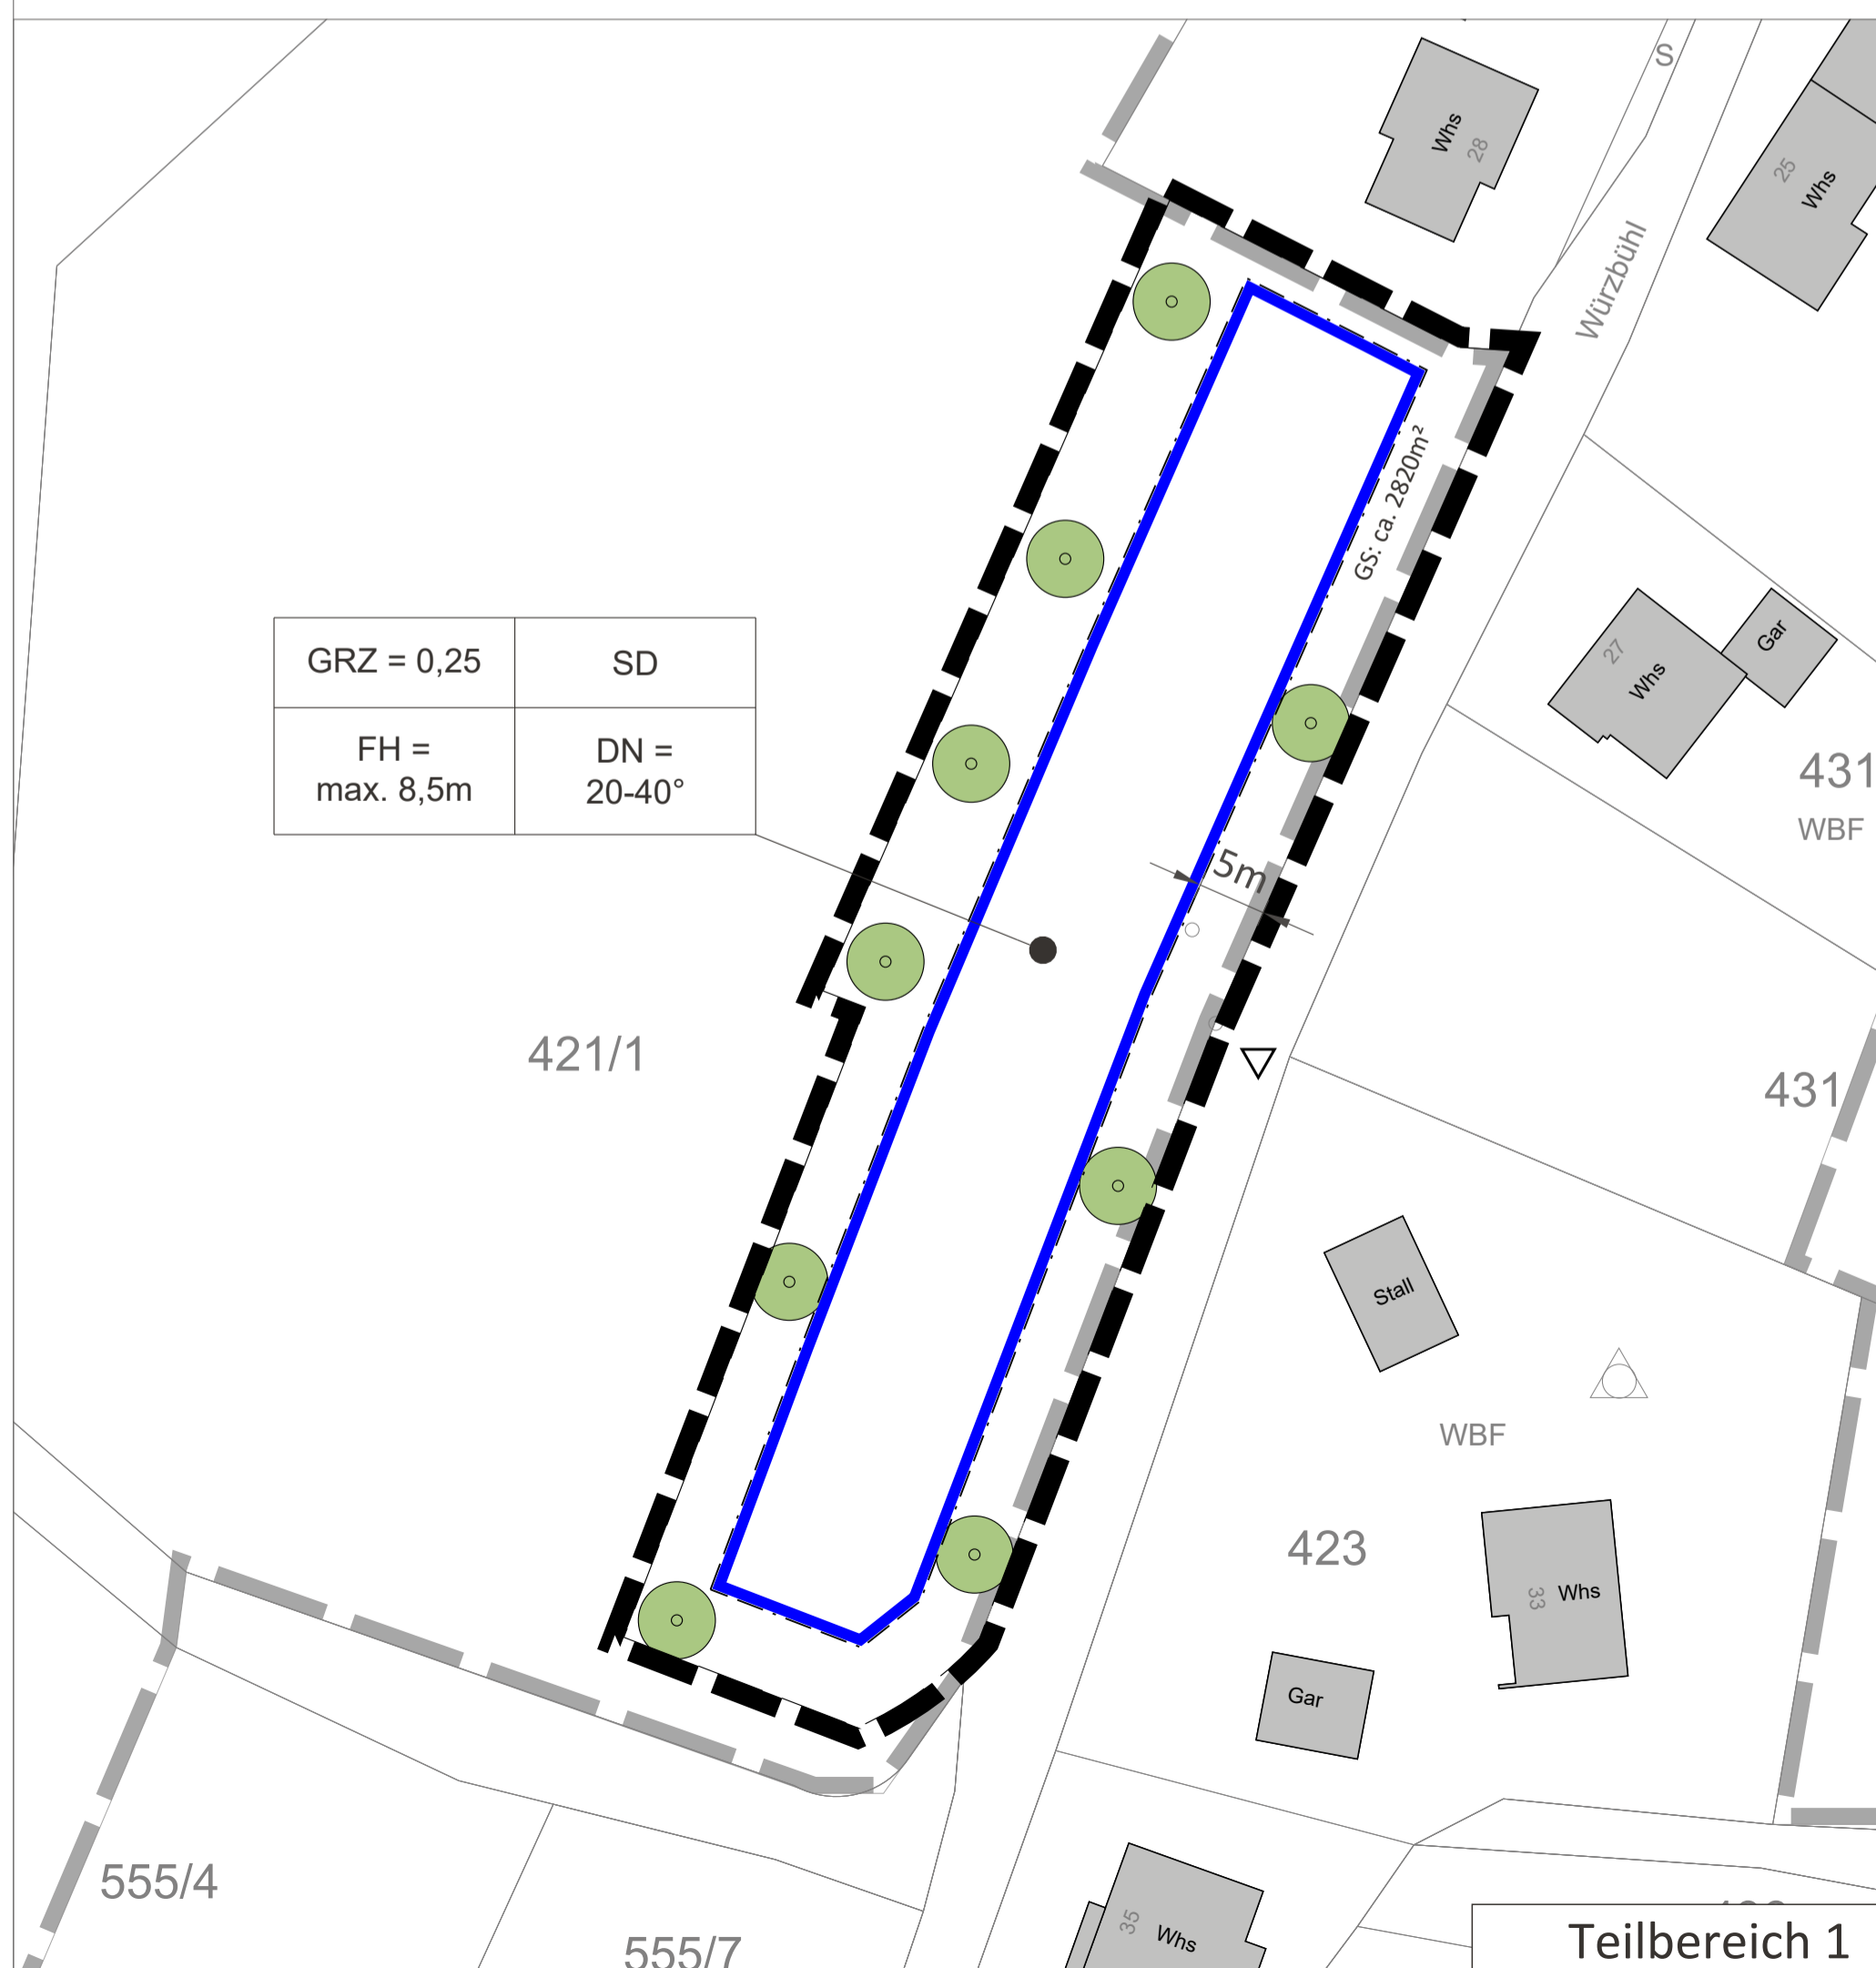 S
Whs
28
25
Whs
Würzbühl
GS: ca. 2820m²
GRZ = 0,25
SD
FH =
max. 8,5m
DN =
20-40°
27
Whs
Gar
431
WBF
5m
421/1
431
Stall
WBF
423
33
Whs
Gar
555/4
555/7
35
Whs
Teilbereich 1